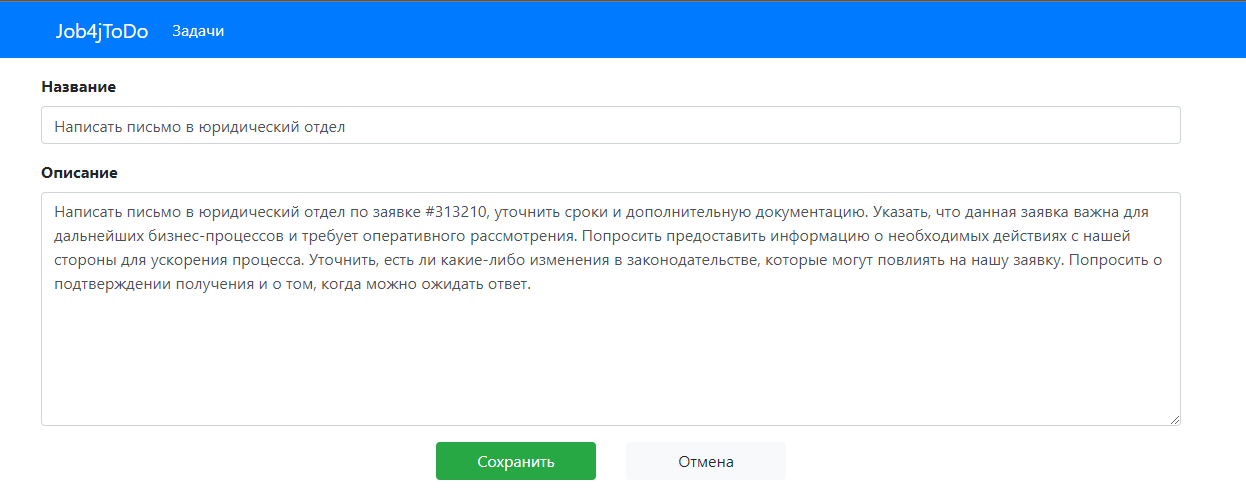 Job4jToDo Задачи
Название
Написать письмо в юридический отдел
Описание
Написать письмо в юридический отдел по заявке #313210, уточнить сроки и дополнительную документацию. Указать, что данная заявка важна для
дальнейших бизнес-процессов и требует оперативного рассмотрения. Попросить предоставить информацию о необходимых действиях с нашей
стороны для ускорения процесса. Уточнить, есть ли какие-либо изменения в законодательстве, которые могут повлиять на нашу заявку. Попросить о
подтверждении получения и о том, когда можно ожидать ответ.
Сохранить Отмена